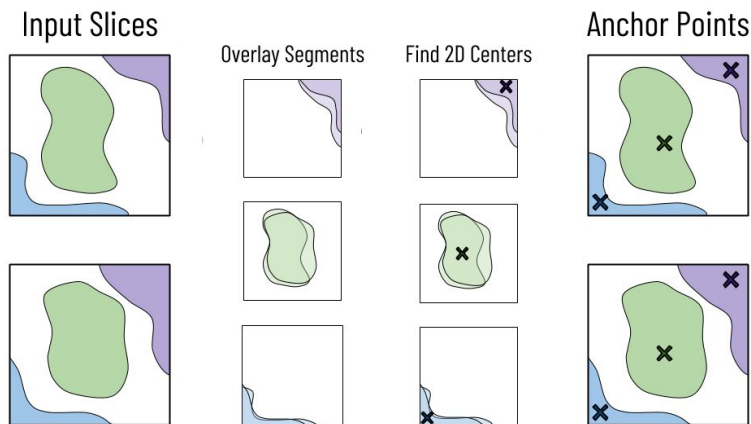 Input Slices
Overlay Segments
Find 2D Centers
Anchor Points